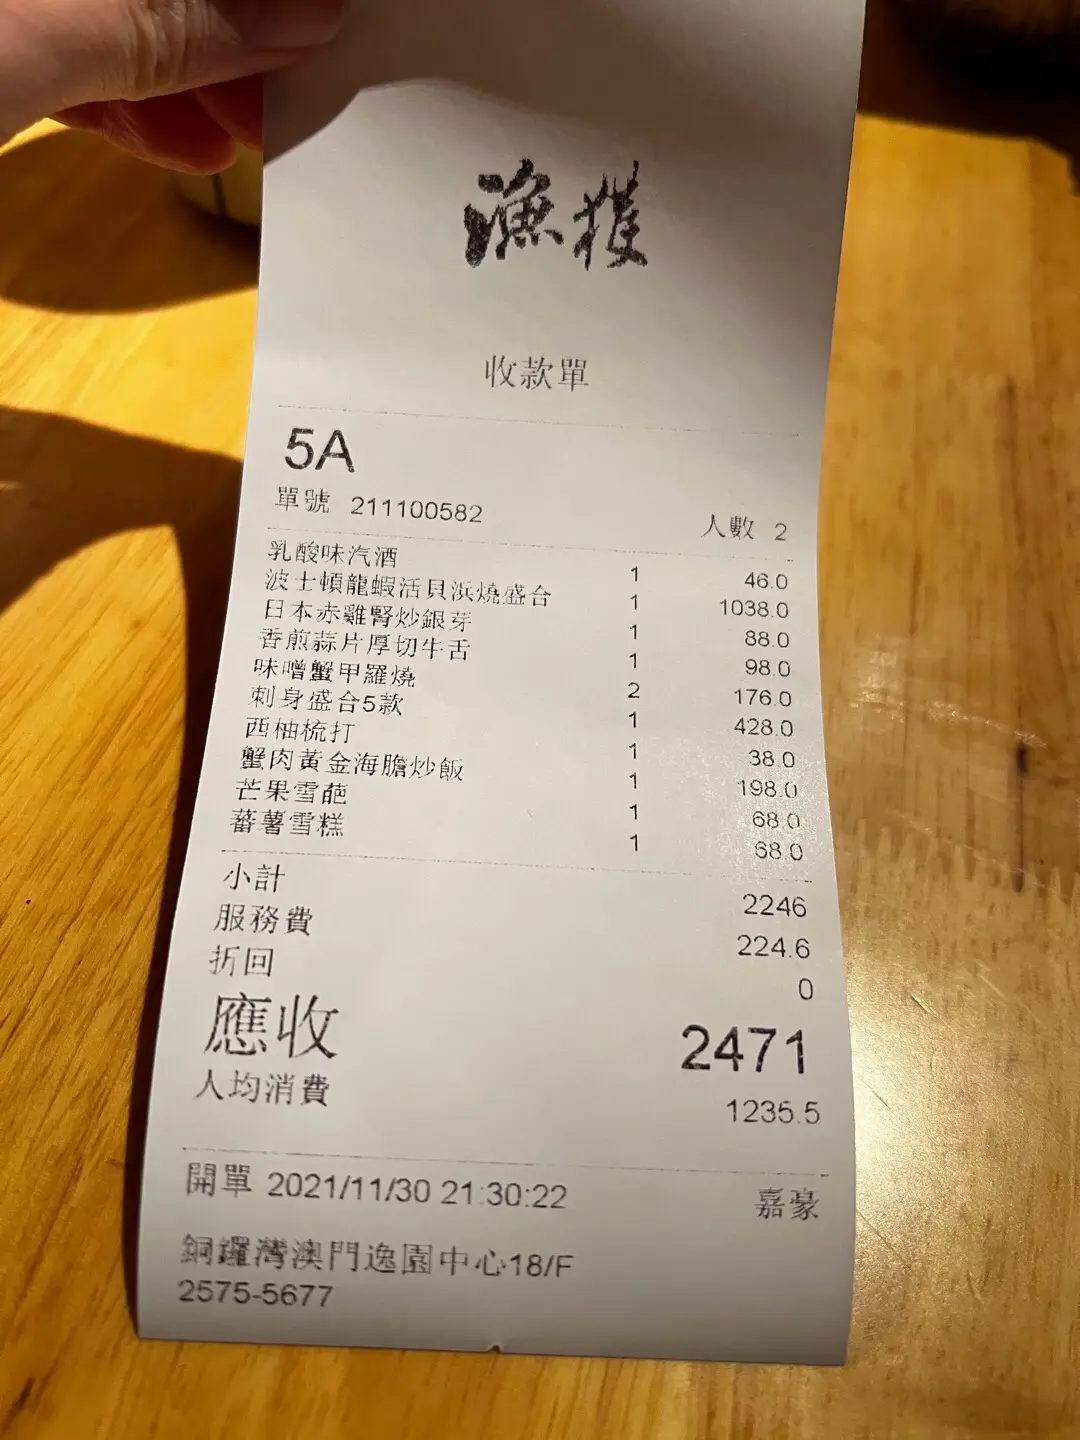 漁獲
收款單
5A
單號 211100582 人數 2
乳酸味汽酒 1 46.0
波士頓龍蝦活貝浜燒盛合 1 1038.0
日本赤雞腎炒銀芽 1 88.0
香煎蒜片厚切牛舌 1 98.0
味噌蟹甲羅燒 2 176.0
刺身盛合5款 1 428.0
西柚梳打 1 38.0
蟹肉黃金海膽炒飯 1 198.0
芒果雪葩 1 68.0
蕃薯雪糕 1 68.0
小計 2246
服務費 224.6
折回 0
應收 2471
人均消費 1235.5
開單 2021/11/30 21:30:22 嘉豪
銅鑼灣澳門逸園中心18/F
2575-5677